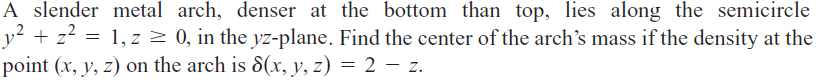 A slender metal arch, denser at the bottom than top, lies along the semicircle
y² + z² = 1, z ≥ 0, in the yz-plane. Find the center of the arch's mass if the density at the
point (x, y, z) on the arch is δ(x, y, z) = 2 − z.